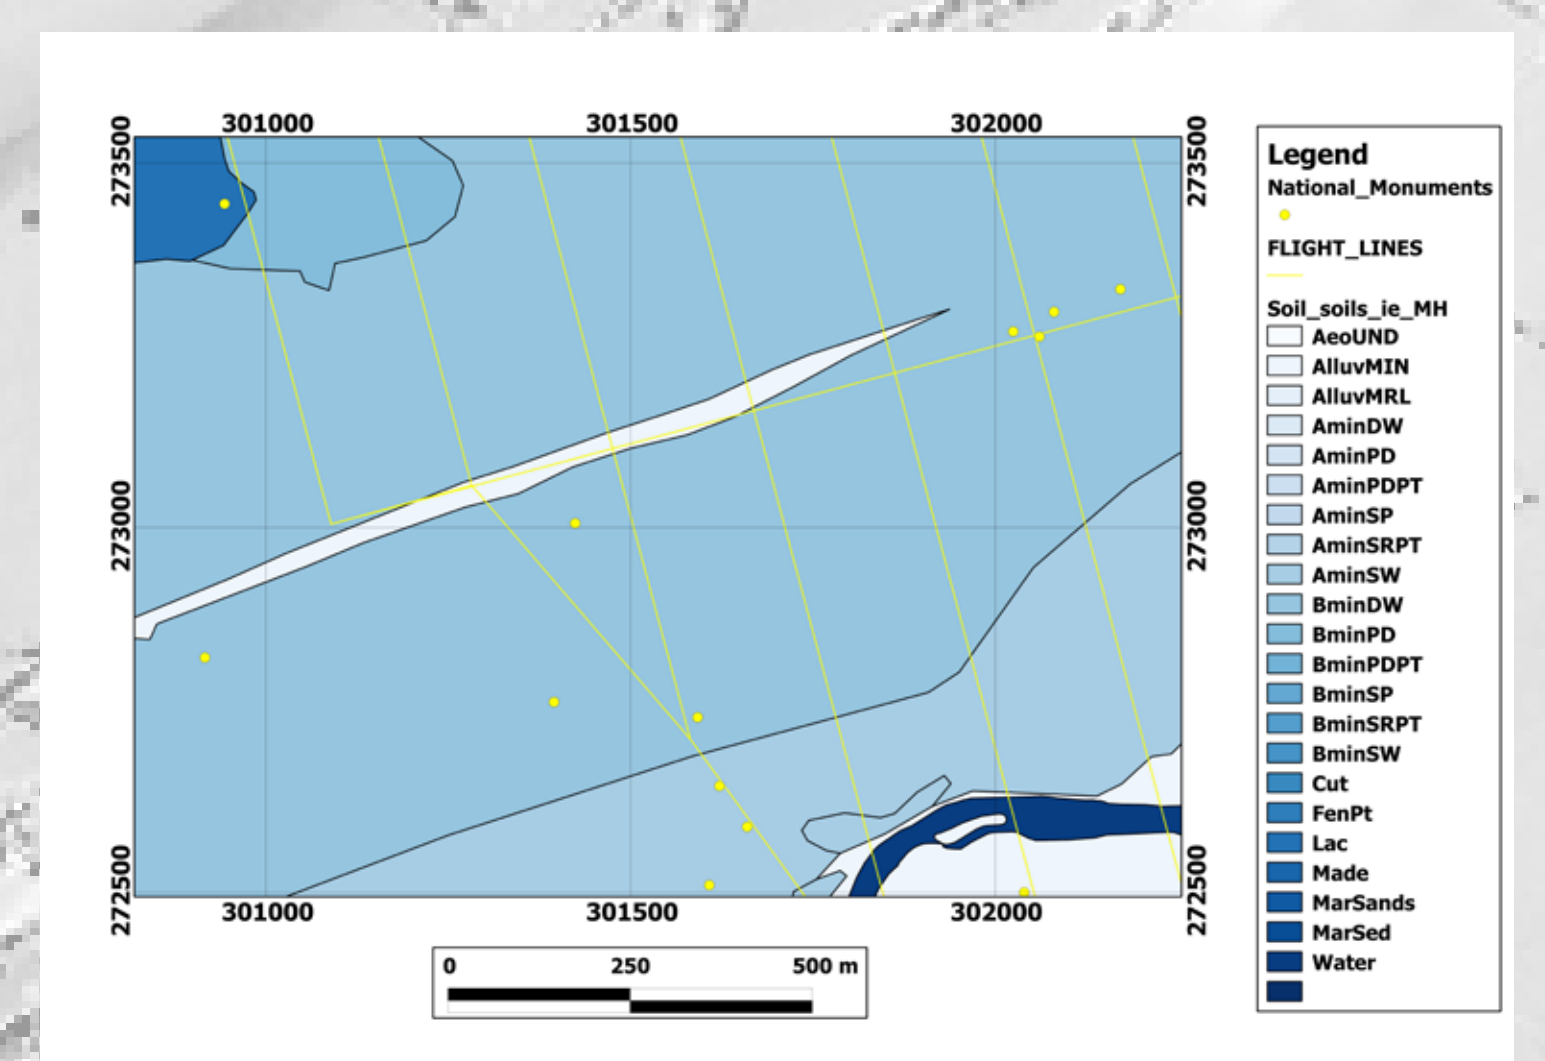 301000 301500 302000
273500 273500
273000 273000
272500 272500
301000 301500 302000
0 250 500 m
Legend
National_Monuments
FLIGHT_LINES
Soil_soils_ie_MH
AeoUND
AlluvMIN
AlluvMRL
AminDW
AminPD
AminPDPT
AminSP
AminSRPT
AminSW
BminDW
BminPD
BminPDPT
BminSP
BminSRPT
BminSW
Cut
FenPt
Lac
Made
MarSands
MarSed
Water